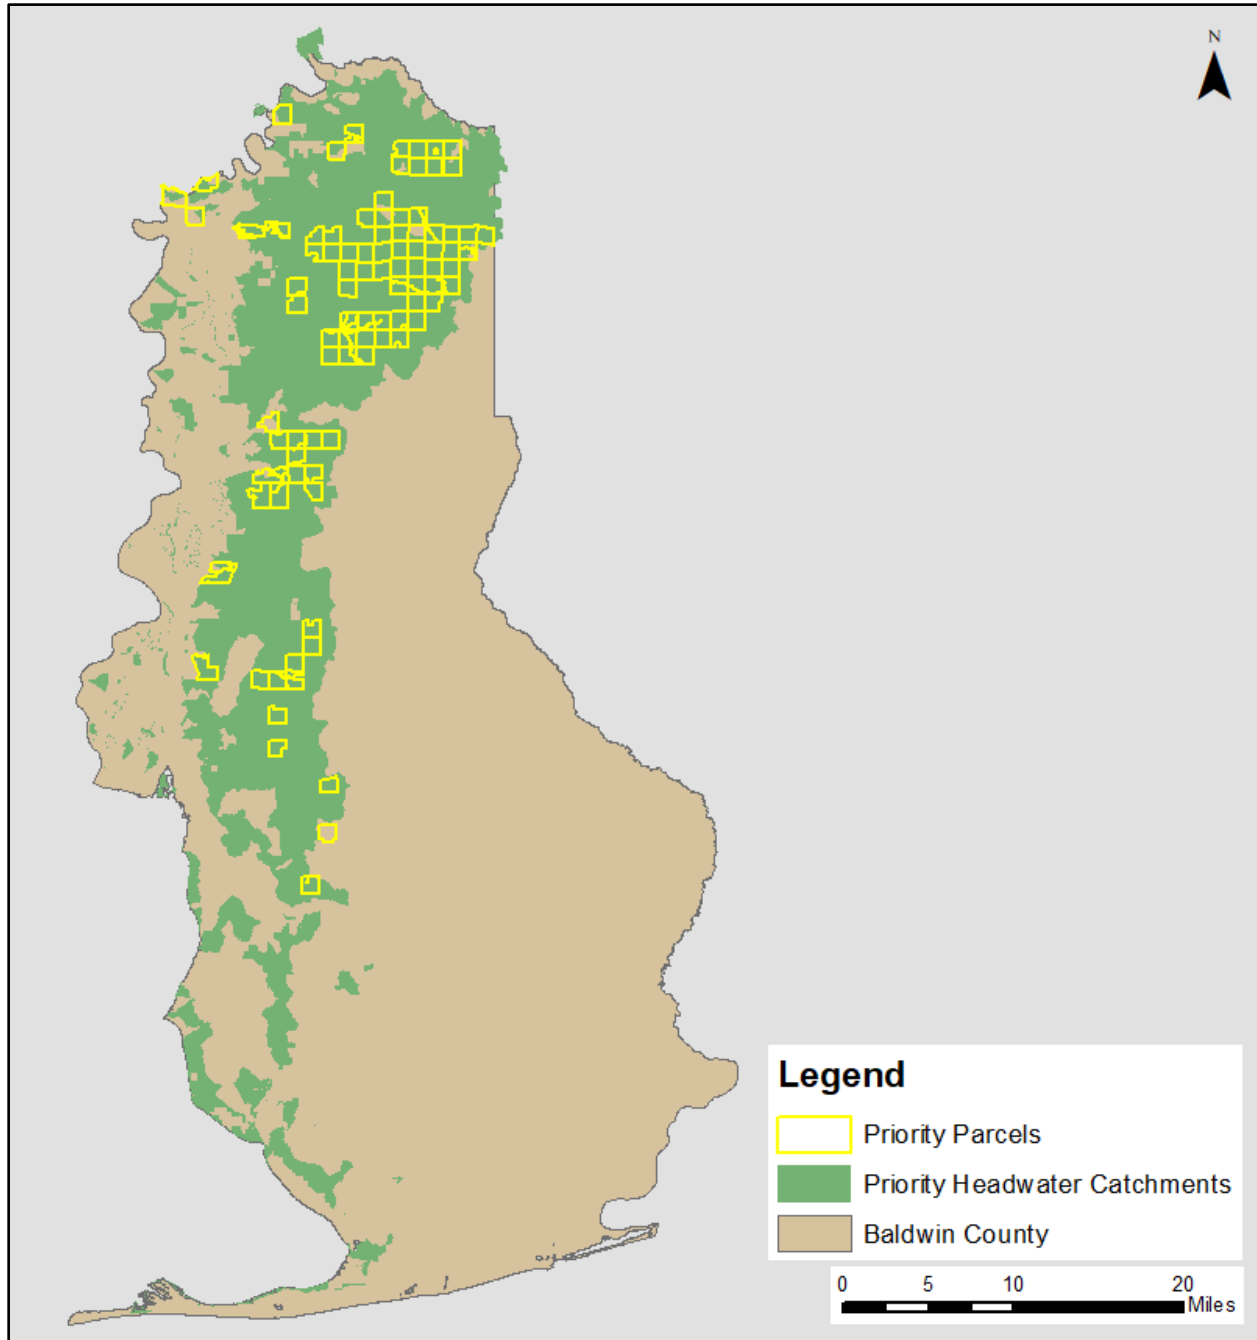 N
Legend
Priority Parcels
Priority Headwater Catchments
Baldwin County
0 5 10 20
Miles